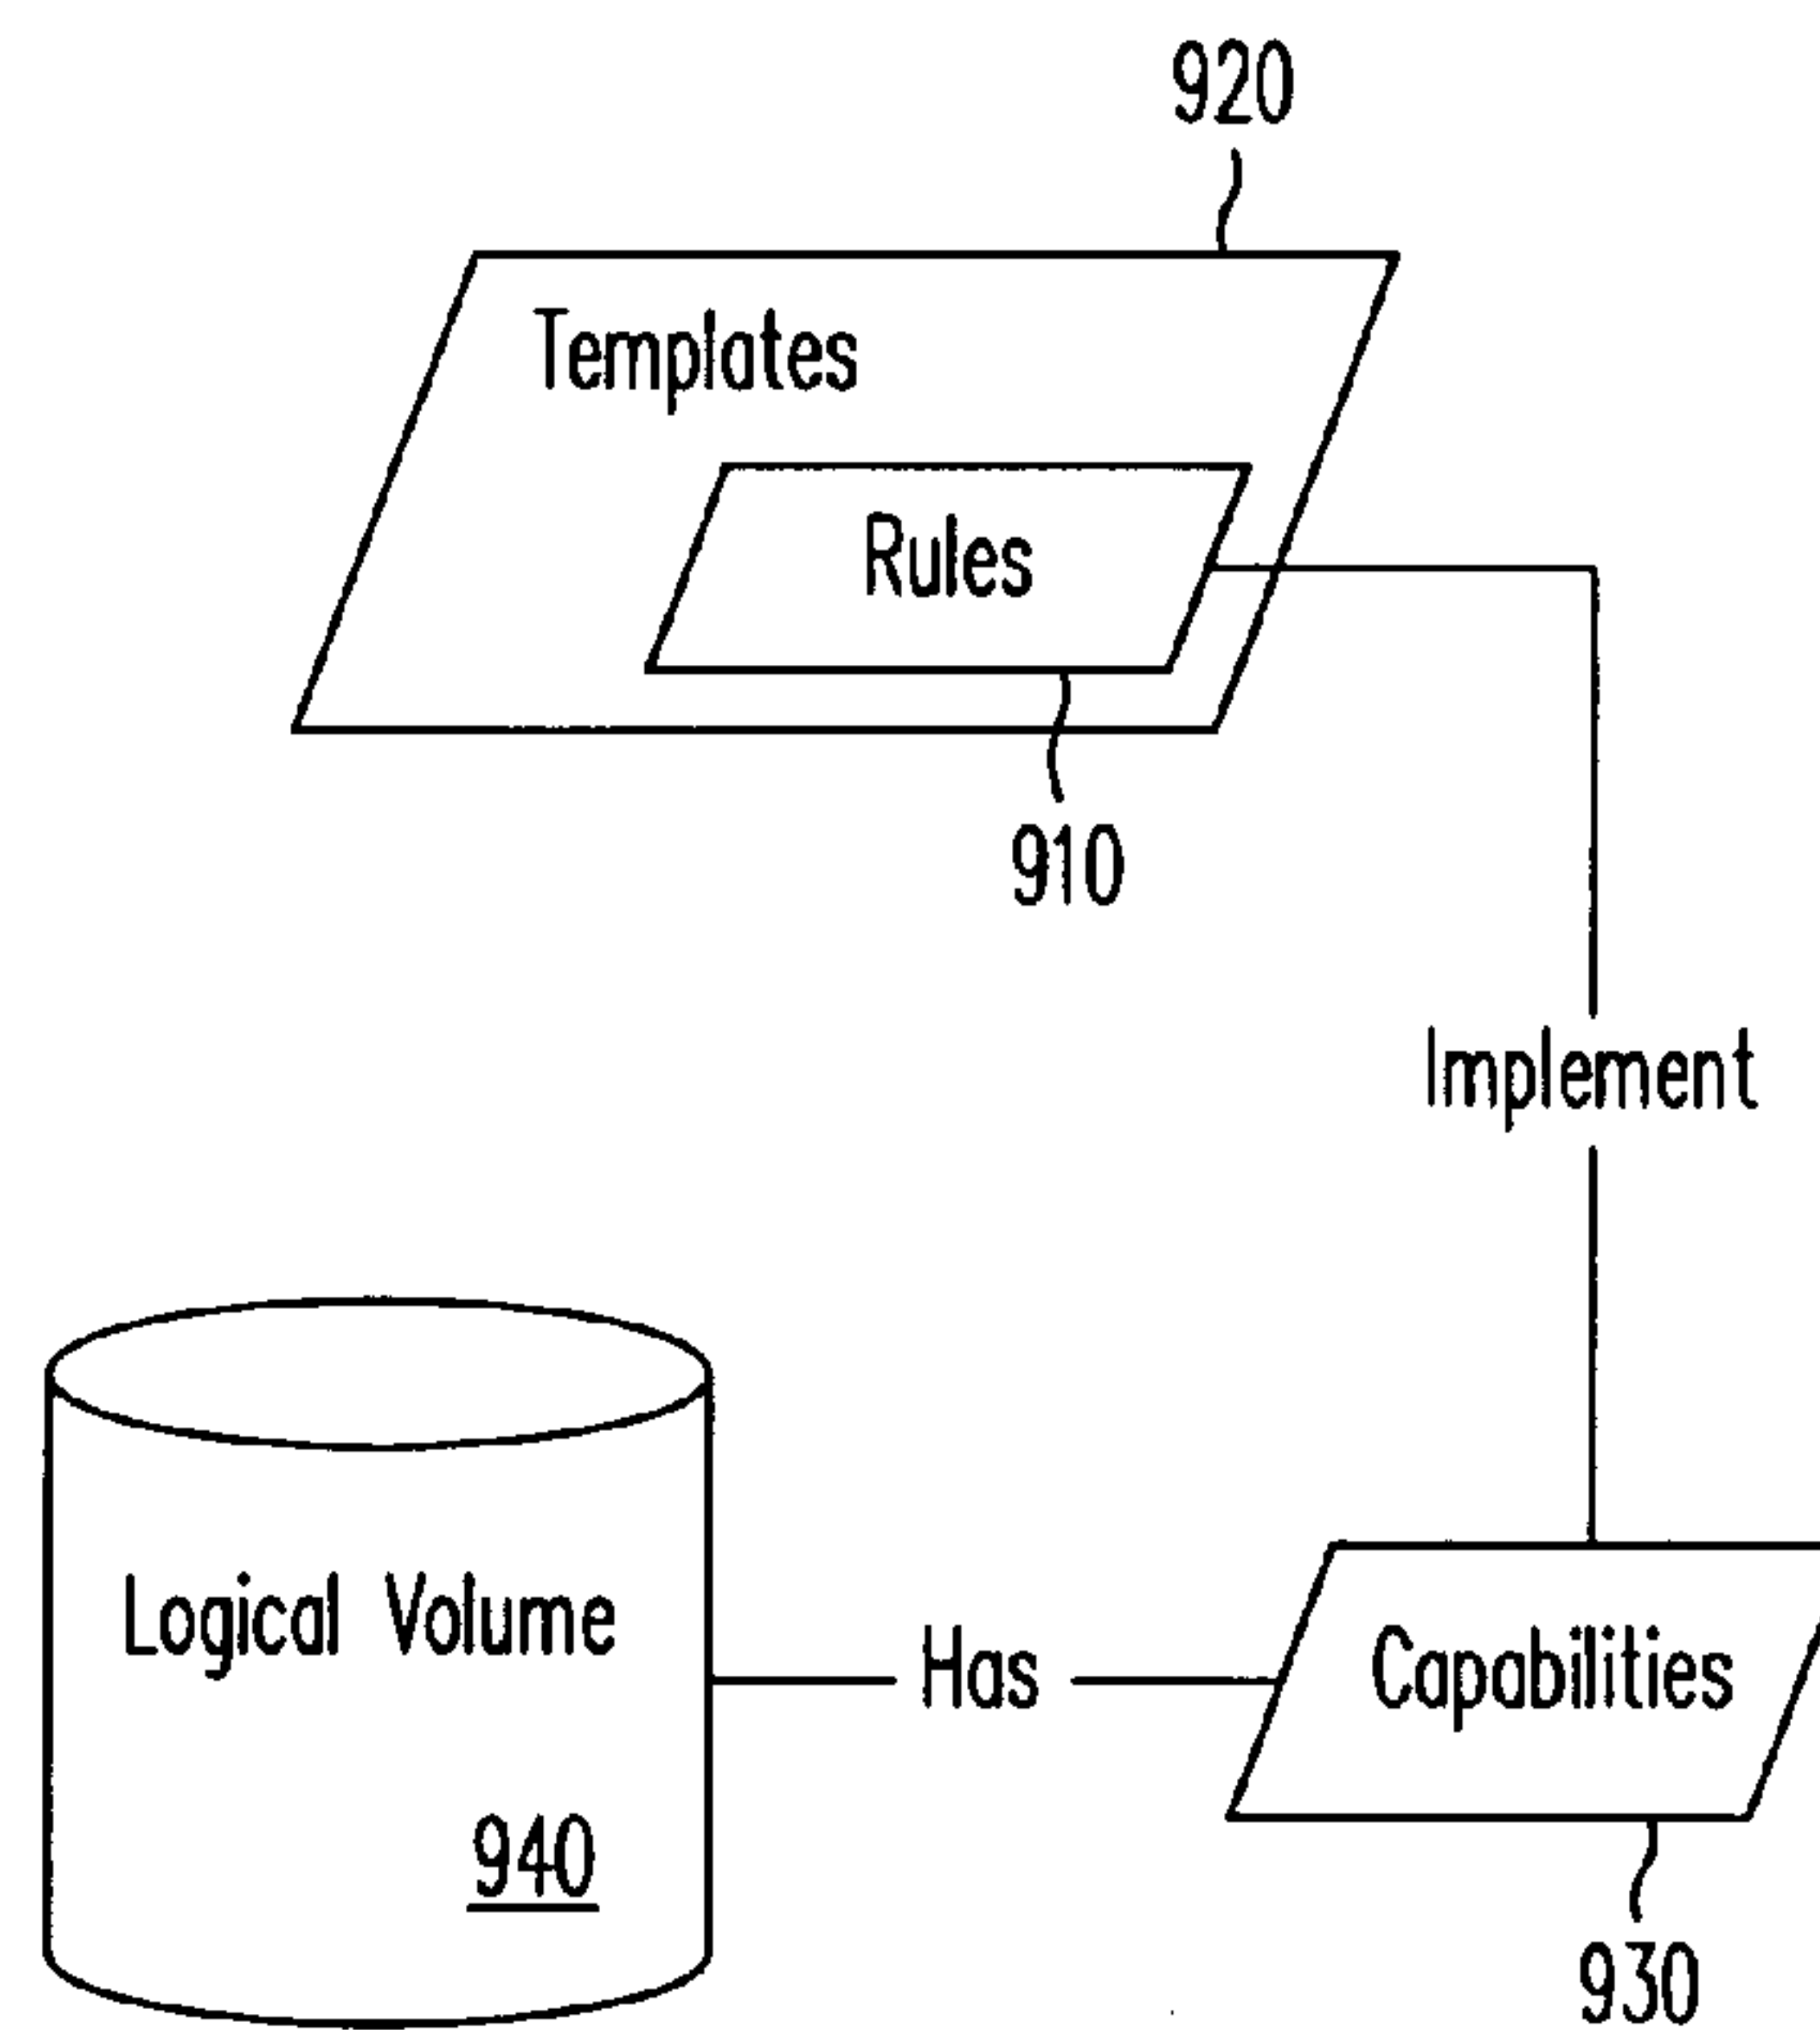 920
Templates
Rules
910
Implement
Logical Volume
Has
Capabilities
940
930